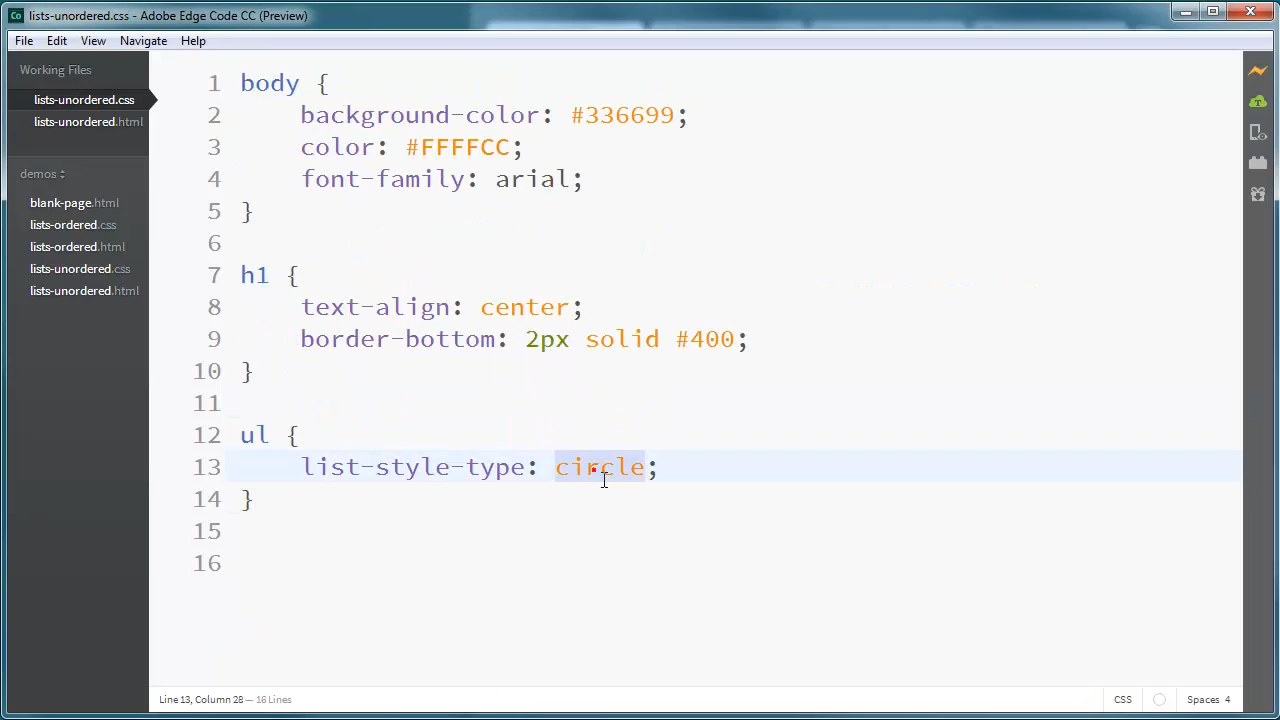 Co lists-unordered.css - Adobe Edge Code CC (Preview)
File Edit View Navigate Help
Working Files
lists-unordered.css
lists-unordered.html
demos
blank-page.html
lists-ordered.css
lists-ordered.html
lists-unordered.css
lists-unordered.html
1 body {
2 background-color: #336699;
3 color: #FFFFCC;
4 font-family: arial;
5 }
6
7 h1 {
8 text-align: center;
9 border-bottom: 2px solid #400;
10 }
11
12 ul {
13 list-style-type: circle;
14 }
15
16
Line 13, Column 28 — 16 Lines
CSS Spaces 4